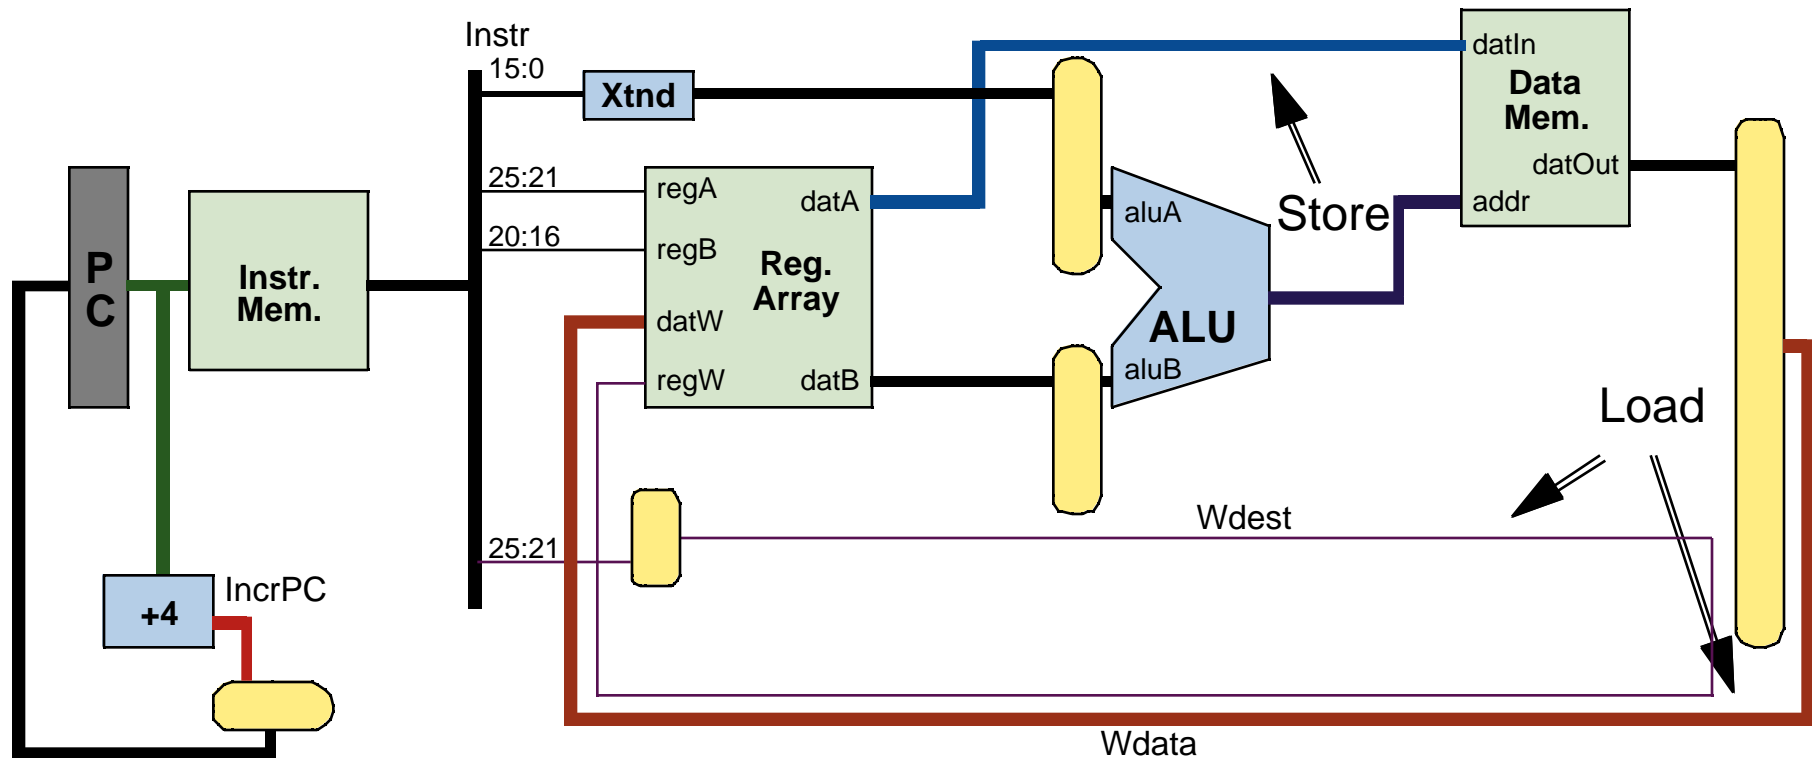 Instr
15:0
Xtnd
25:21
20:16
25:21
P
C
Instr.
Mem.
+4
IncrPC
regA
regB
datW
regW
datA
Reg.
Array
datB
aluA
ALU
aluB
Store
datIn
Data
Mem.
datOut
addr
Load
Wdest
Wdata